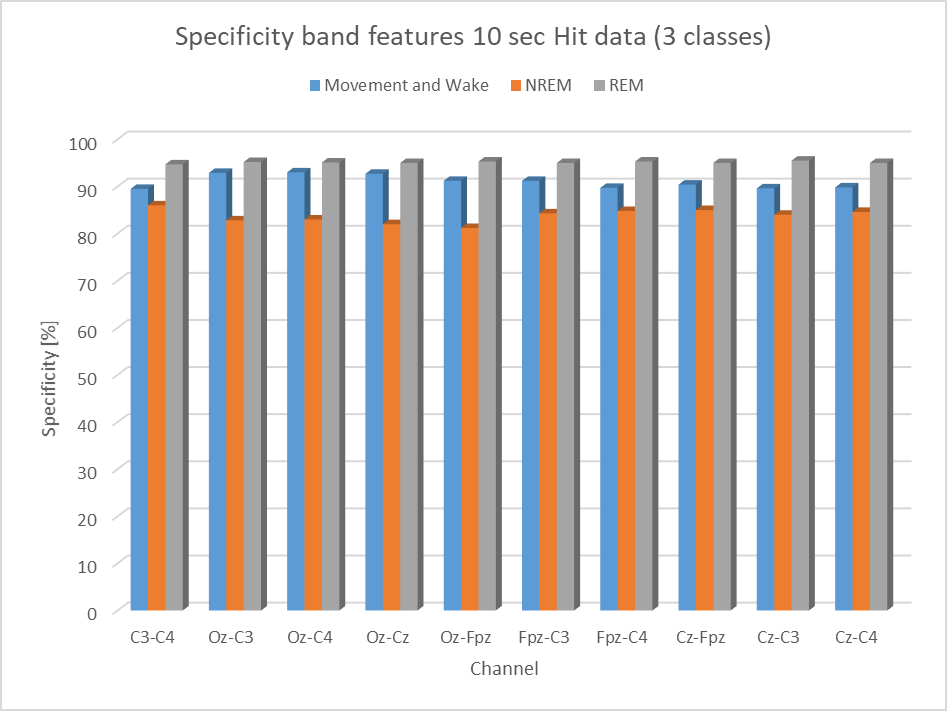 Specificity band features 10 sec Hit data (3 classes)
Movement and Wake NREM REM
100
90
80
70
60
50
40
30
20
10
0
Specificity [%]
C3-C4 Oz-C3 Oz-C4 Oz-Cz Oz-Fpz Fpz-C3 Fpz-C4 Cz-Fpz Cz-C3 Cz-C4
Channel